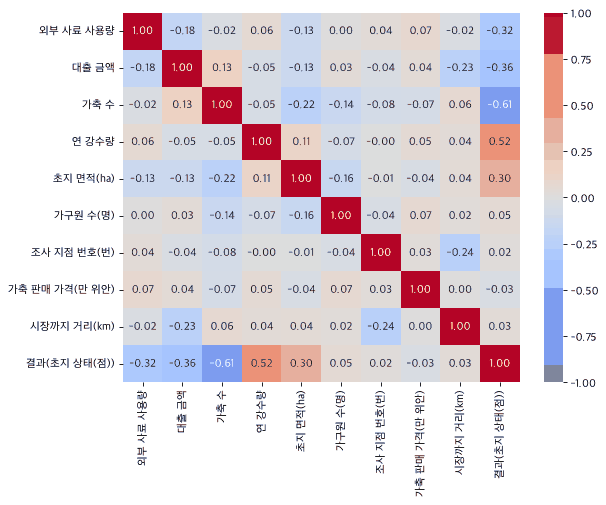 외부 사료 사용량 1.00 -0.18 -0.02 0.06 -0.13 0.00 0.04 0.07 -0.02 -0.32
대출 금액 -0.18 1.00 0.13 -0.05 -0.13 0.03 -0.04 0.04 -0.23 -0.36
가축 수 -0.02 0.13 1.00 -0.05 -0.22 -0.14 -0.08 -0.07 0.06 -0.61
연 강수량 0.06 -0.05 -0.05 1.00 0.11 -0.07 -0.00 0.05 0.04 0.52
초지 면적(ha) -0.13 -0.13 -0.22 0.11 1.00 -0.16 -0.01 -0.04 0.04 0.30
가구원 수(명) 0.00 0.03 -0.14 -0.07 -0.16 1.00 -0.04 0.07 0.02 0.05
조사 지점 번호(번) 0.04 -0.04 -0.08 -0.00 -0.01 -0.04 1.00 0.03 -0.24 0.02
가축 판매 가격(만 위안) 0.07 0.04 -0.07 0.05 -0.04 0.07 0.03 1.00 0.00 -0.03
시장까지 거리(km) -0.02 -0.23 0.06 0.04 0.04 0.02 -0.24 0.00 1.00 0.03
결과(초지 상태(점)) -0.32 -0.36 -0.61 0.52 0.30 0.05 0.02 -0.03 0.03 1.00
외부 사료 사용량
대출 금액
가축 수
연 강수량
초지 면적(ha)
가구원 수(명)
조사 지점 번호(번)
가축 판매 가격(만 위안)
시장까지 거리(km)
결과(초지 상태(점))
1.00
0.75
0.50
0.25
0.00
-0.25
-0.50
-0.75
-1.00